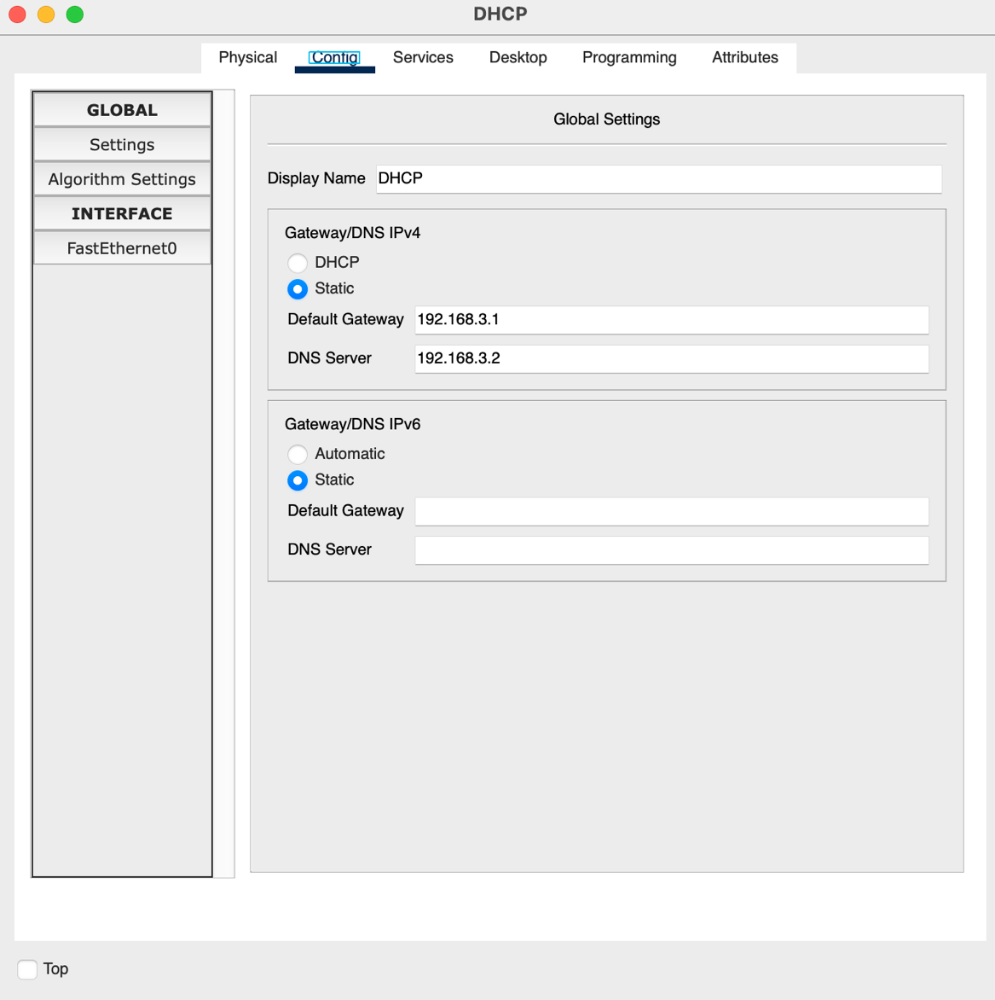 DHCP
Physical Config Services Desktop Programming Attributes
GLOBAL
Settings
Algorithm Settings
INTERFACE
FastEthernet0
Global Settings
Display Name DHCP
Gateway/DNS IPv4
DHCP
Static
Default Gateway 192.168.3.1
DNS Server 192.168.3.2
Gateway/DNS IPv6
Automatic
Static
Default Gateway
DNS Server
Top